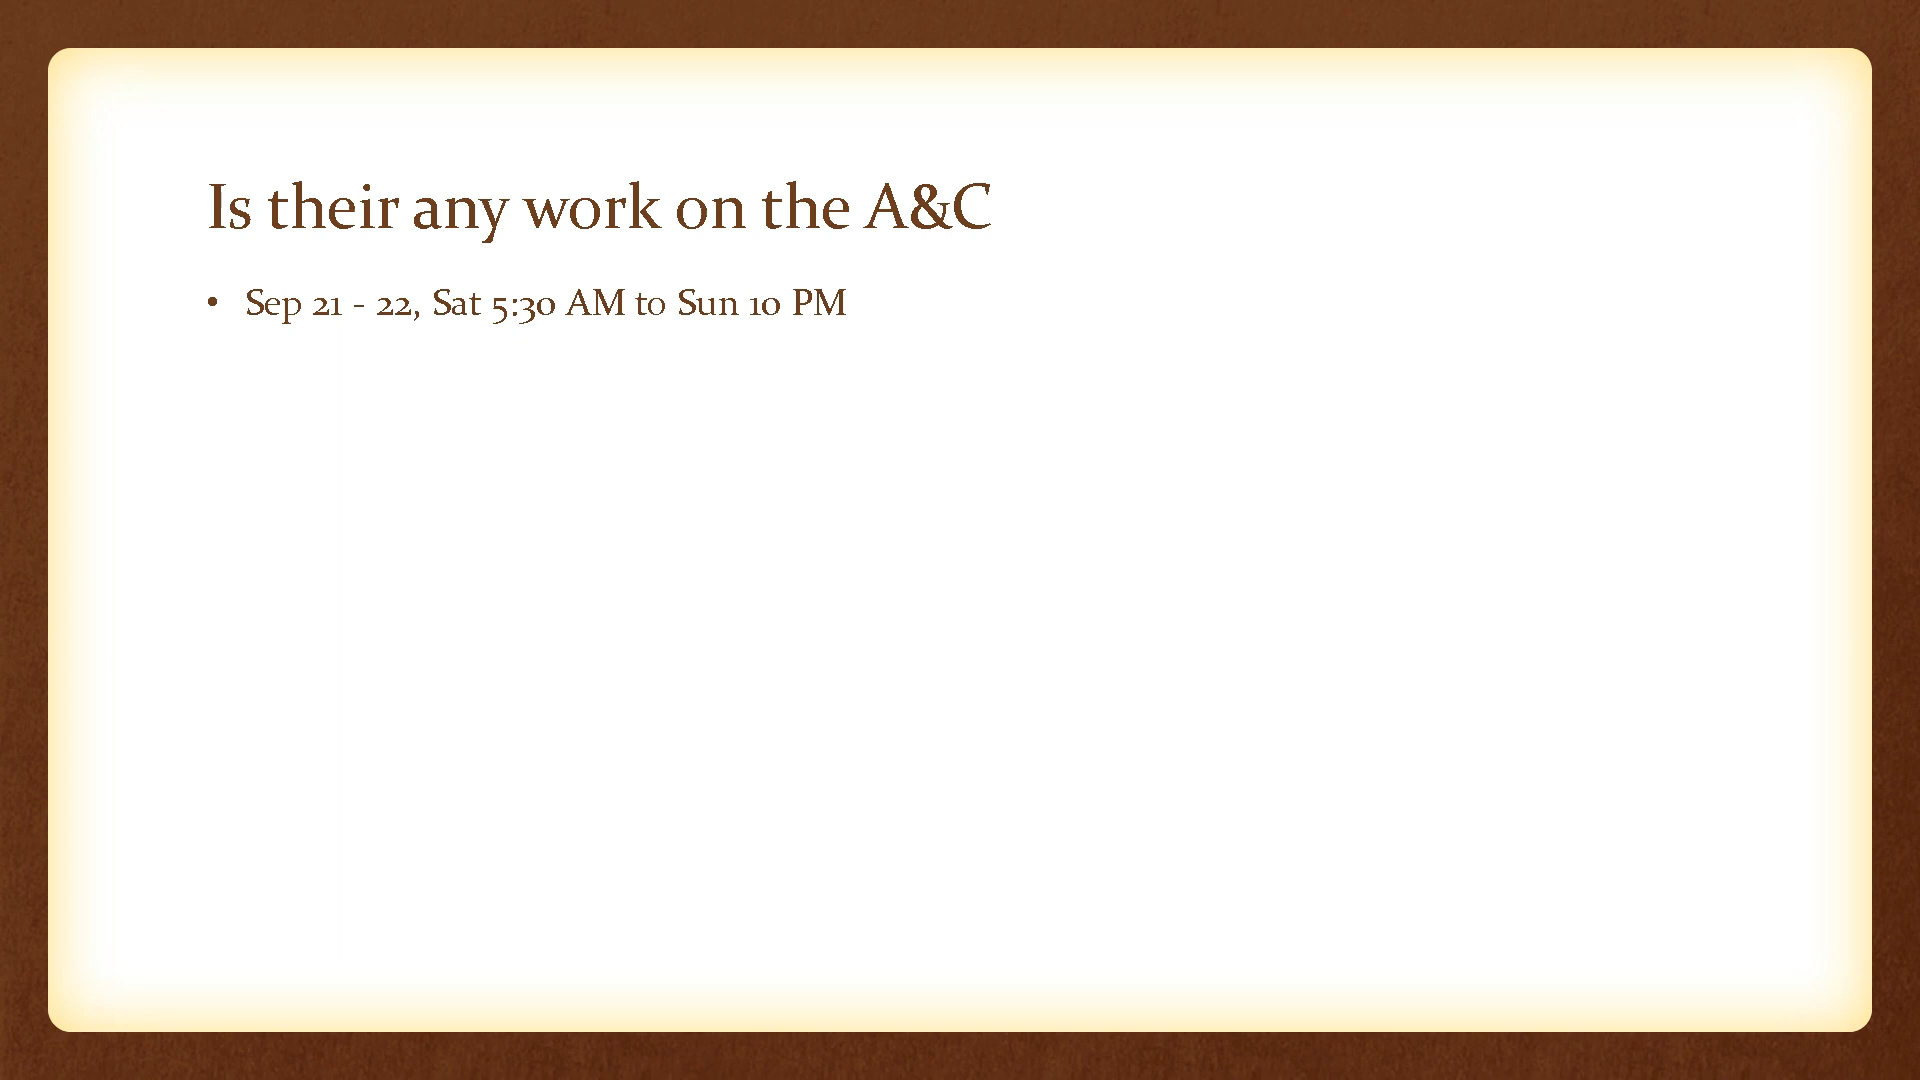 Is their any work on the A&C
• Sep 21 - 22, Sat 5:30 AM to Sun 10 PM